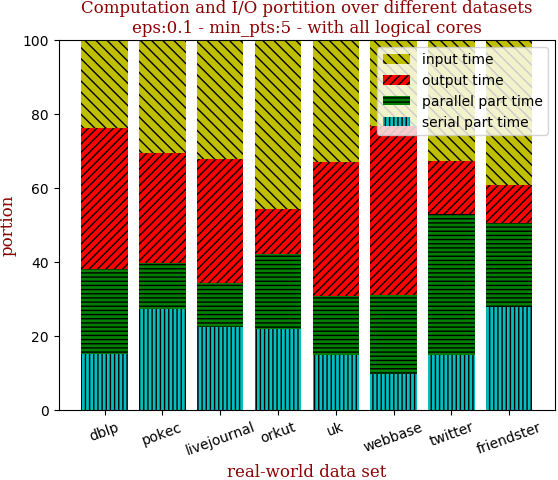 Computation and I/O portition over different datasets
eps:0.1 - min_pts:5 - with all logical cores
input time
output time
parallel part time
serial part time
portion
100
80
60
40
20
0
dblp
pokec
livejournal
orkut
uk
webbase
twitter
friendster
real-world data set